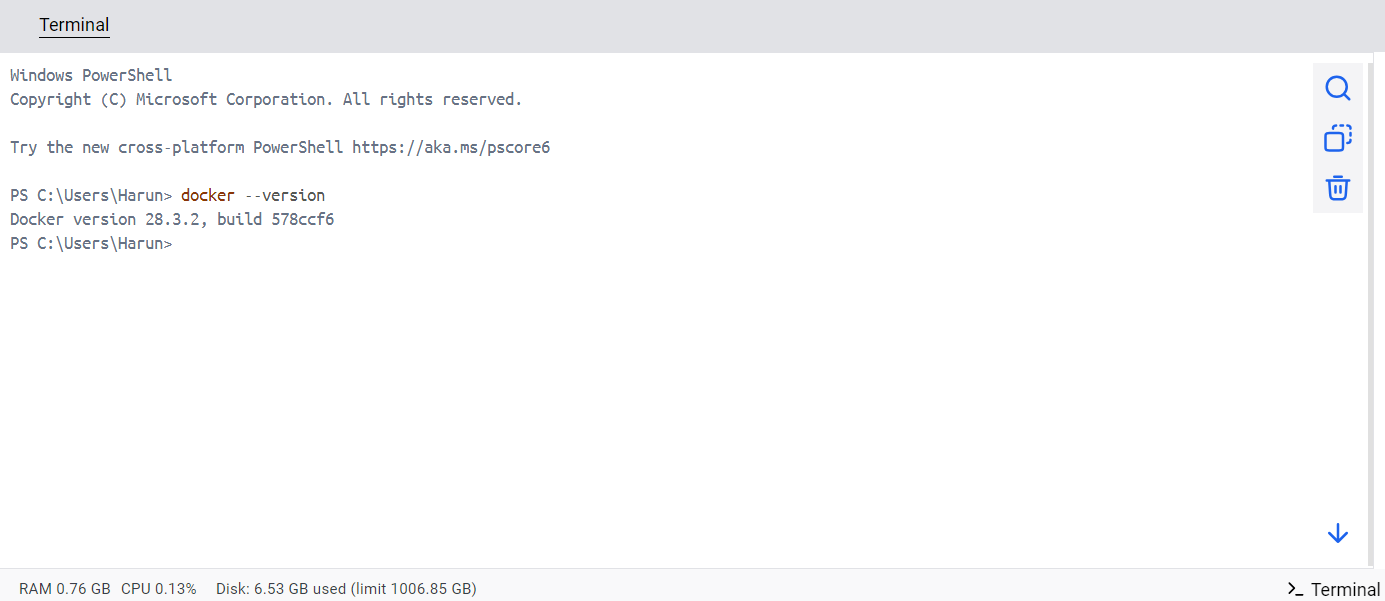 Terminal
Windows PowerShell
Copyright (C) Microsoft Corporation. All rights reserved.
Try the new cross-platform PowerShell https://aka.ms/pscore6
PS C:\Users\Harun> docker --version
Docker version 28.3.2, build 578ccf6
PS C:\Users\Harun>
RAM 0.76 GB CPU 0.13% Disk: 6.53 GB used (limit 1006.85 GB) >_ Terminal